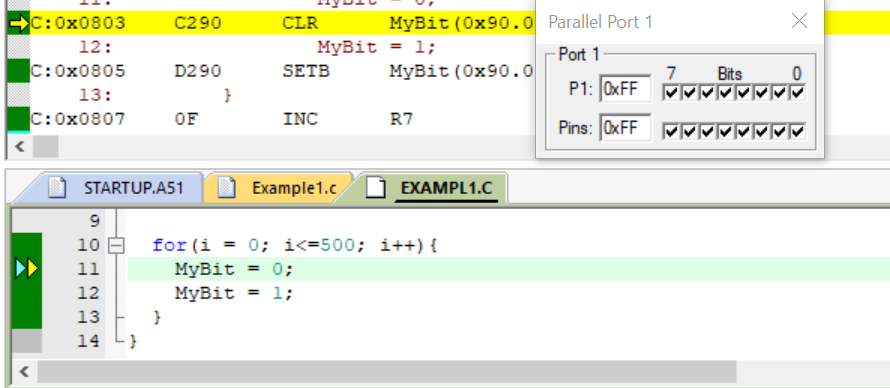 11: MyBit = 0;
C:0x0803 C290 CLR MyBit(0x90.0
12: MyBit = 1;
C:0x0805 D290 SETB MyBit(0x90.0
13: }
C:0x0807 0F INC R7
Parallel Port 1
Port 1
7 Bits 0
P1: 0xFF
Pins: 0xFF
STARTUP.A51 Example1.c EXAMPL1.C
9
10 for(i = 0; i<=500; i++){
11 MyBit = 0;
12 MyBit = 1;
13 }
14 }